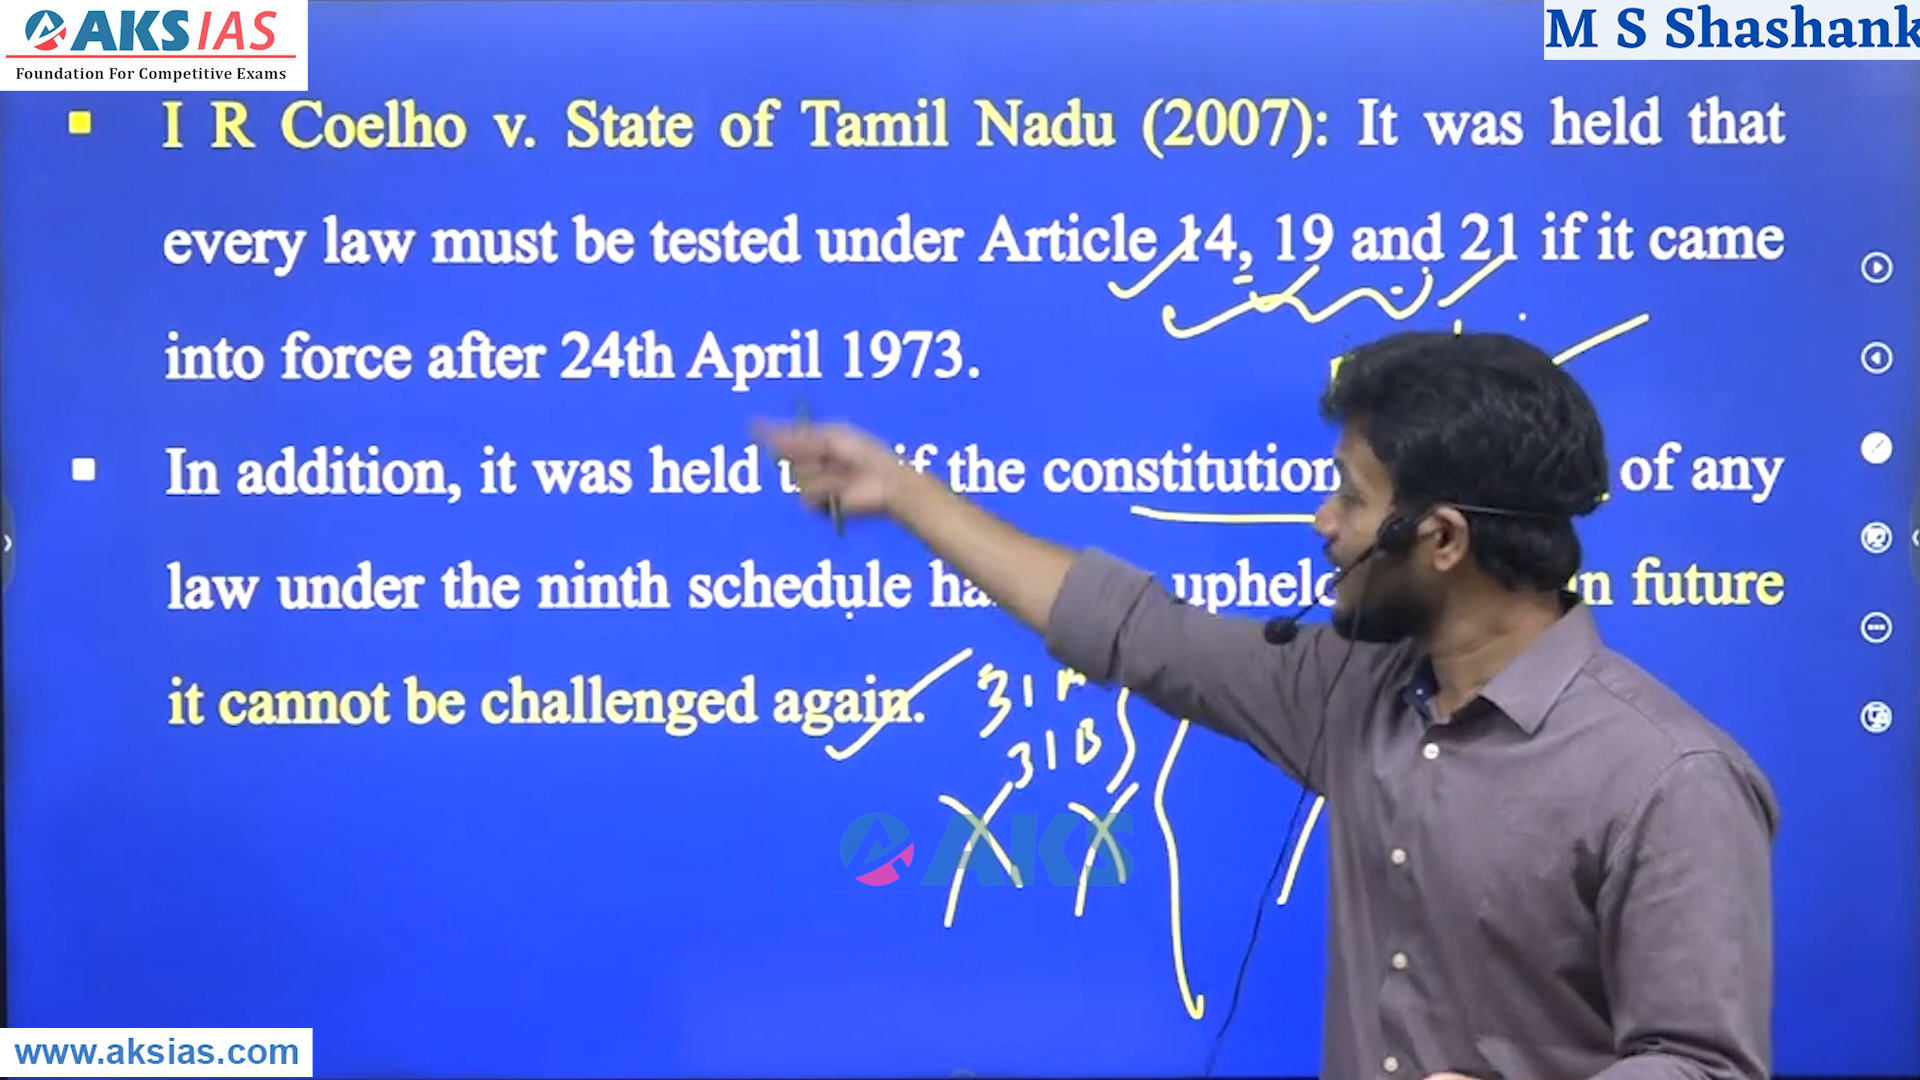 AKS IAS
Foundation For Competitive Exams
M S Shashank
I R Coelho v. State of Tamil Nadu (2007): It was held that
every law must be tested under Article 14, 19 and 21 if it came
into force after 24th April 1973.
In addition, it was held if the constitution of any
law under the ninth schedule upheld future
it cannot be challenged again.
31 A
31 B
AKS
www.aksias.com